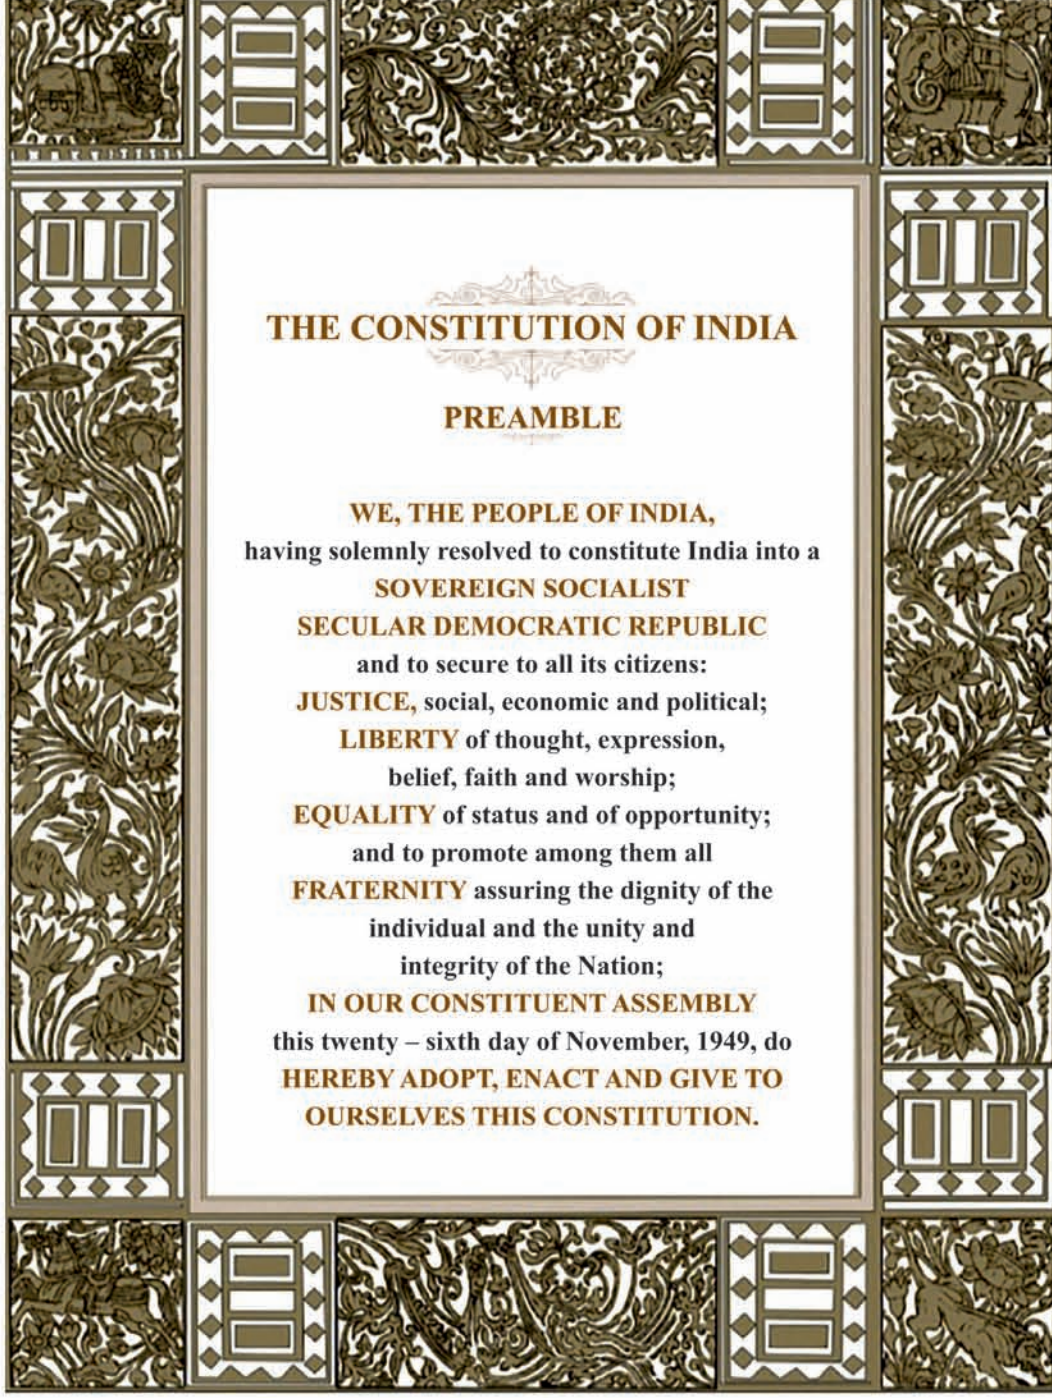 THE CONSTITUTION OF INDIA
PREAMBLE
WE, THE PEOPLE OF INDIA,
having solemnly resolved to constitute India into a
SOVEREIGN SOCIALIST
SECULAR DEMOCRATIC REPUBLIC
and to secure to all its citizens:
JUSTICE, social, economic and political;
LIBERTY of thought, expression,
belief, faith and worship;
EQUALITY of status and of opportunity;
and to promote among them all
FRATERNITY assuring the dignity of the
individual and the unity and
integrity of the Nation;
IN OUR CONSTITUENT ASSEMBLY
this twenty – sixth day of November, 1949, do
HEREBY ADOPT, ENACT AND GIVE TO
OURSELVES THIS CONSTITUTION.